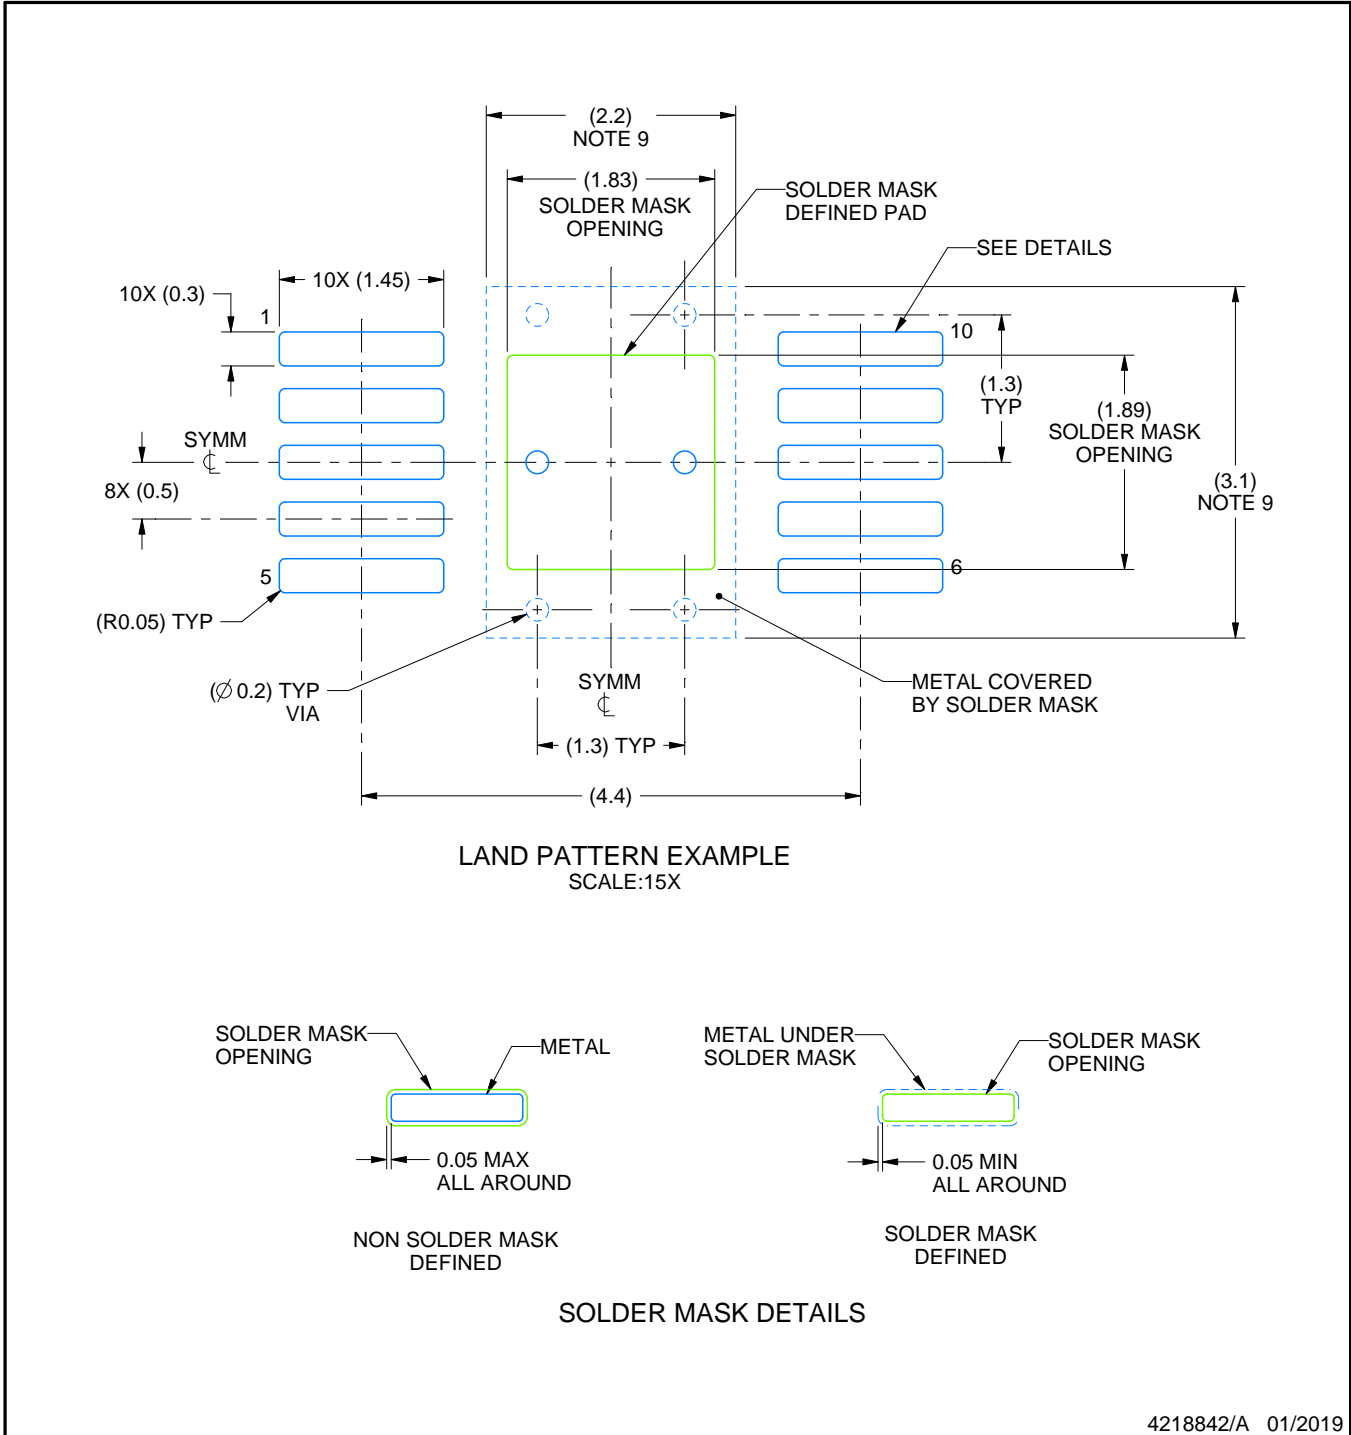 (2.2)
NOTE 9
(1.83)
SOLDER MASK
OPENING
SOLDER MASK
DEFINED PAD
SEE DETAILS
10X (1.45)
10X (0.3)
1
10
(1.3)
TYP
(1.89)
SOLDER MASK
OPENING
SYMM
(3.1)
NOTE 9
8X (0.5)
5
6
(R0.05) TYP
(Ø 0.2) TYP
VIA
SYMM
METAL COVERED
BY SOLDER MASK
(1.3) TYP
(4.4)
LAND PATTERN EXAMPLE
SCALE:15X
SOLDER MASK
OPENING
METAL
METAL UNDER
SOLDER MASK
SOLDER MASK
OPENING
0.05 MAX
ALL AROUND
0.05 MIN
ALL AROUND
NON SOLDER MASK
DEFINED
SOLDER MASK
DEFINED
SOLDER MASK DETAILS
4218842/A 01/2019